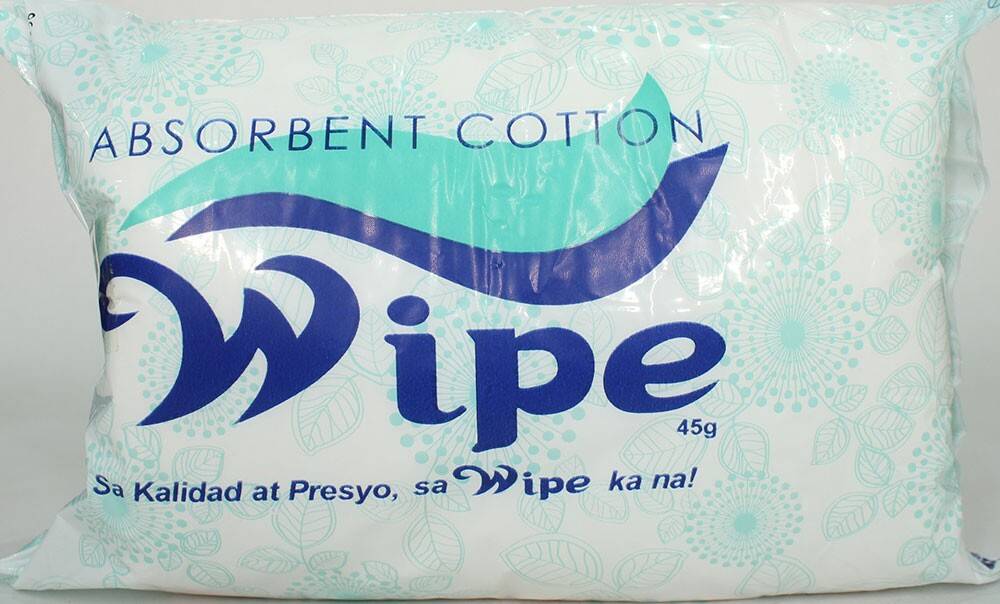 ABSORBENT COTTON
Wipe
45g
Sa Kalidad at Presyo, sa Wipe ka na!